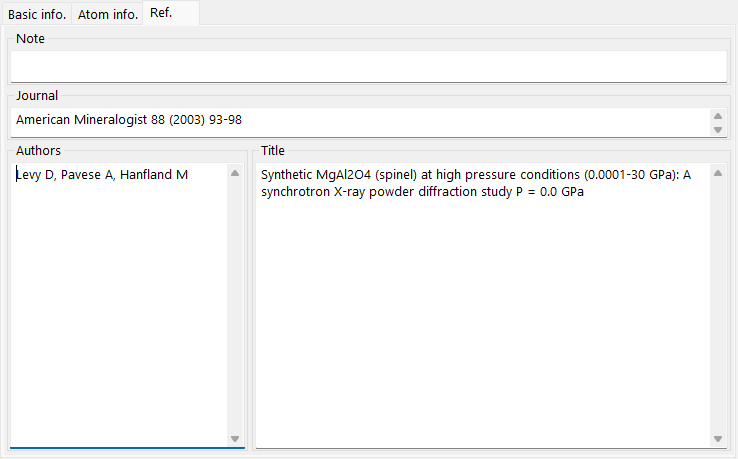 Basic info.
Atom info.
Ref.
Note
Journal
American Mineralogist 88 (2003) 93-98
Authors
Levy D, Pavese A, Hanfland M
Title
Synthetic MgAl2O4 (spinel) at high pressure conditions (0.0001-30 GPa): A
synchrotron X-ray powder diffraction study P = 0.0 GPa